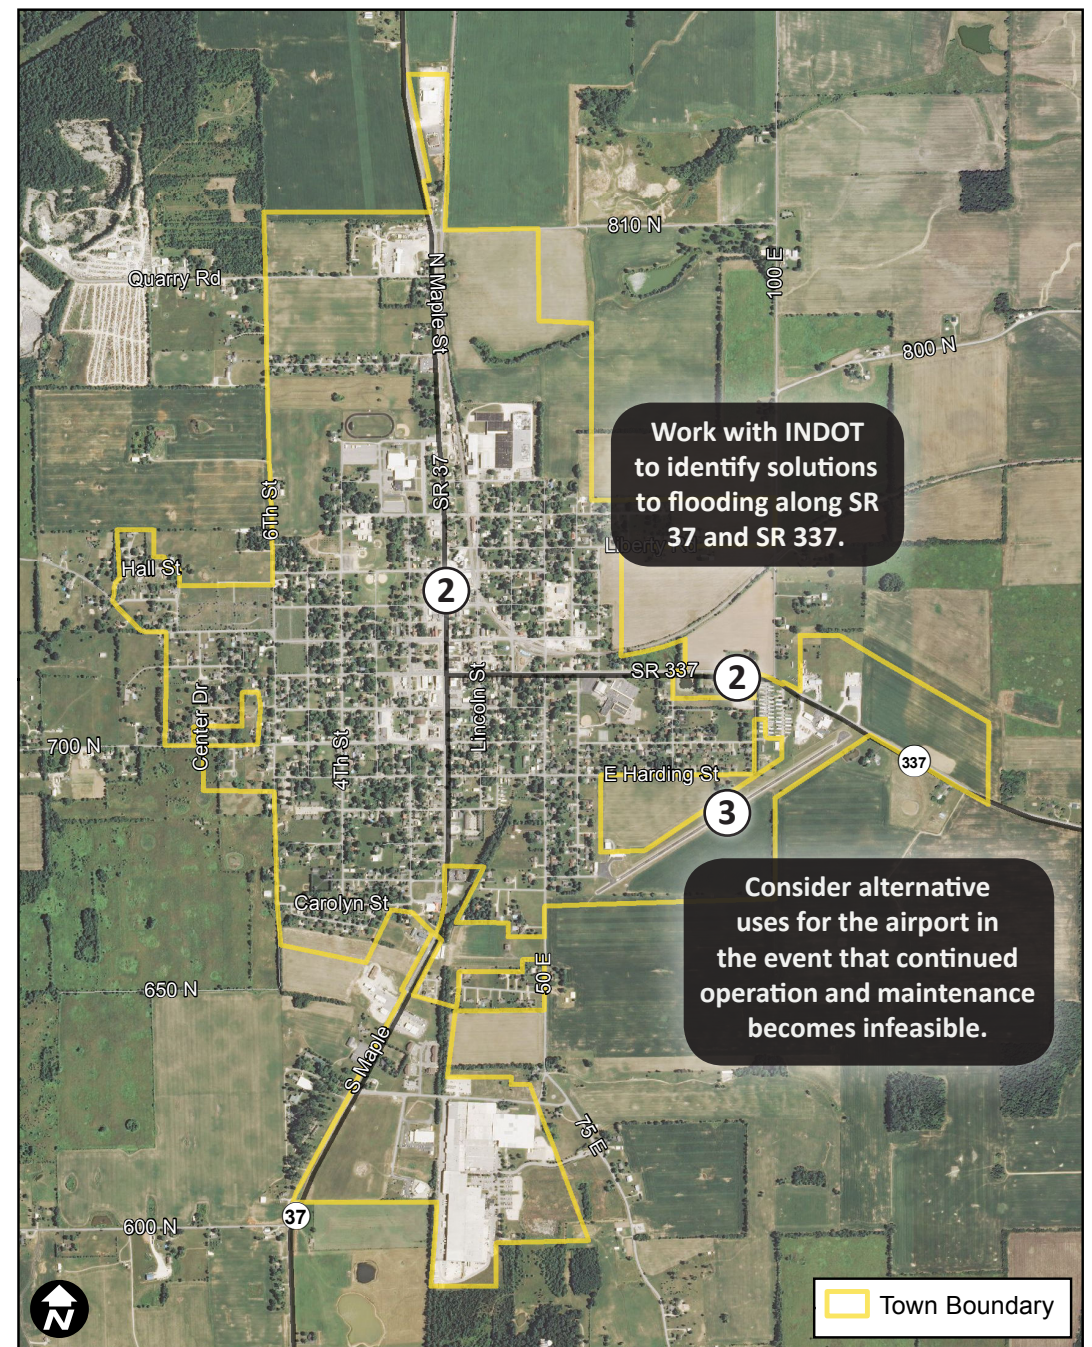 810 N
N Maple St
Quarry Rd
100 E
800 N
Work with INDOT
to identify solutions
to flooding along SR
37 and SR 337.
SR 37
6Th St
Liberty Rd
Hall St
2
SR 337
2
Lincoln St
Center Dr
700 N
4Th St
337
E Harding St
3
Consider alternative
uses for the airport in
the event that continued
operation and maintenance
becomes infeasible.
Carolyn St
50 E
650 N
S Maple
75 E
37
600 N
N
Town Boundary